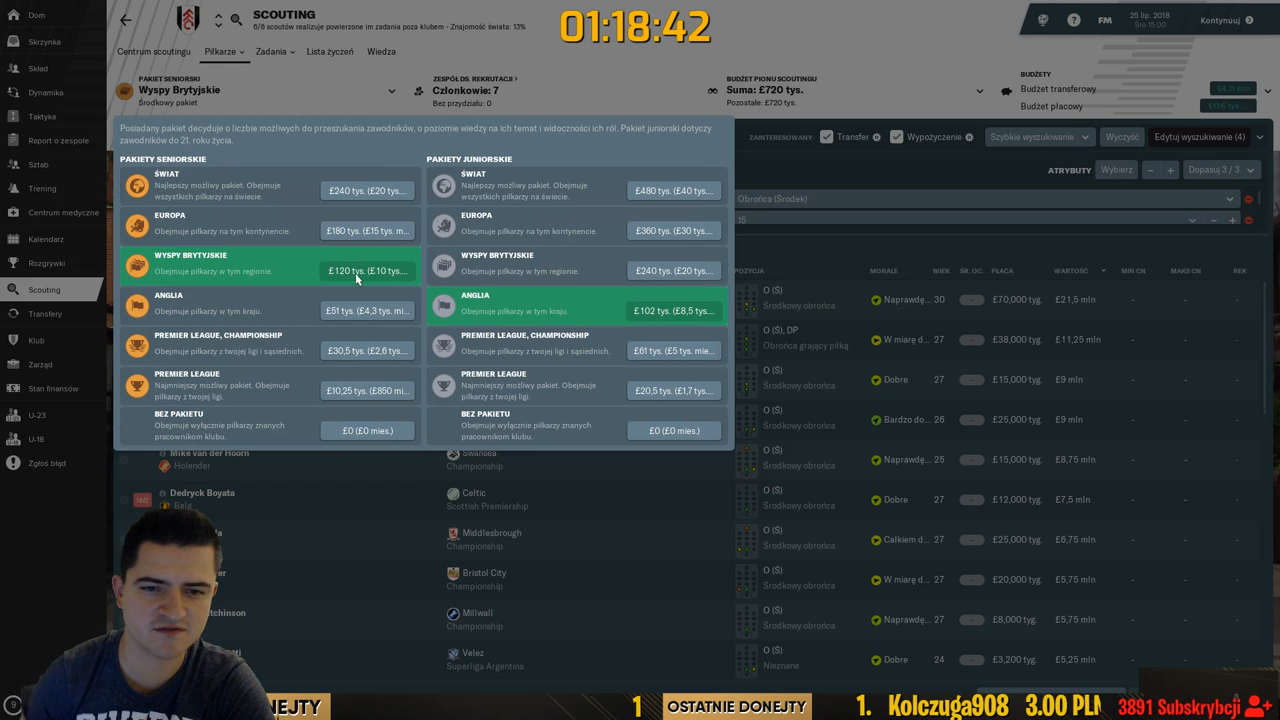 Dom
SCOUTING
6/6 scoutów realizuje powierzone im zadania poza klubem - Znajomość świata: 13%
01:18:42
FM
25 lip. 2018
Śro 15:00
Kontynuuj
Skrzynka
Centrum scoutingu
Piłkarze
Zadania
Lista życzeń
Wiedza
Skład
PAKIET SENIORSKI
Wyspy Brytyjskie
Środkowy pakiet
ZESPÓŁ DS. REKRUTACJI >
Członkowie: 7
Bez przydziału: 0
BUDŻET PIONU SCOUTINGU
Suma: £720 tys.
Pozostałe: £720 tys.
BUDŻETY
Budżet transferowy
£4.11 mln
Budżet płacowy
£136 tys....
Dynamika
Taktyka
Raport o zespole
Sztab
Trening
Centrum medyczne
Kalendarz
Rozgrywki
Scouting
Transfery
Klub
Zarząd
Stan finansów
U-23
U-18
Zgłoś błąd
Posiadany pakiet decyduje o liczbie możliwych do przeszukania zawodników, o poziomie wiedzy na ich temat i widoczności ich ról. Pakiet juniorski dotyczy
zawodników do 21. roku życia.
ZAINTERESOWANY:
Transfer
Wypożyczenie
Szybkie wyszukiwanie
Wyczyść
Edytuj wyszukiwanie (4)
ATRYBUTY
Wybierz
Dopasuj 3 / 3
Obrońca (Środek)
15
PAKIETY SENIORSKIE
ŚWIAT
Najlepszy możliwy pakiet. Obejmuje
wszystkich piłkarzy na świecie.
£240 tys. (£20 tys....
EUROPA
Obejmuje piłkarzy na tym kontynencie.
£180 tys. (£15 tys. m...
WYSPY BRYTYJSKIE
Obejmuje piłkarzy w tym regionie.
£120 tys. (£10 tys....
ANGLIA
Obejmuje piłkarzy w tym kraju.
£51 tys. (£4,3 tys. mi...
PREMIER LEAGUE, CHAMPIONSHIP
Obejmuje piłkarzy z twojej ligi i sąsiednich.
£30,5 tys. (£2,6 tys....
PREMIER LEAGUE
Najmniejszy możliwy pakiet. Obejmuje
piłkarzy z twojej ligi.
£10,25 tys. (£850 mi...
BEZ PAKIETU
Obejmuje wyłącznie piłkarzy znanych
pracownikom klubu.
£0 (£0 mies.)
PAKIETY JUNIORSKIE
ŚWIAT
Najlepszy możliwy pakiet. Obejmuje
wszystkich piłkarzy na świecie.
£480 tys. (£40 tys....
EUROPA
Obejmuje piłkarzy na tym kontynencie.
£360 tys. (£30 tys....
WYSPY BRYTYJSKIE
Obejmuje piłkarzy w tym regionie.
£240 tys. (£20 tys....
ANGLIA
Obejmuje piłkarzy w tym kraju.
£102 tys. (£8,5 tys....
PREMIER LEAGUE, CHAMPIONSHIP
Obejmuje piłkarzy z twojej ligi i sąsiednich.
£61 tys. (£5 tys. mie...
PREMIER LEAGUE
Najmniejszy możliwy pakiet. Obejmuje
piłkarzy z twojej ligi.
£20,5 tys. (£1,7 tys....
BEZ PAKIETU
Obejmuje wyłącznie piłkarzy znanych
pracownikom klubu.
£0 (£0 mies.)
POZYCJA MORALE WIEK SR. OC. PŁACA WARTOŚĆ MIN CN MAKS CN REK
O (Ś)
Środkowy obrońca
Naprawdę... 30 - £70,000 tyg. £21,5 mln - - -
O (Ś), DP
Obrońca grający piłką
W miarę d... 27 - £38,000 tyg. £11,25 mln - - -
O (Ś)
Środkowy obrońca
Dobre 27 - £15,000 tyg. £9 mln - - -
O (Ś)
Środkowy obrońca
Bardzo do... 26 - £25,000 tyg. £9 mln - - -
Mike van der Hoorn
Holender
Swansea
Championship
O (Ś)
Środkowy obrońca
Naprawdę... 25 - £15,000 tyg. £8,75 mln - - -
Dedryck Boyata
Belg
Celtic
Scottish Premiership
O (Ś)
Środkowy obrońca
Dobre 27 - £12,000 tyg. £7,5 mln - - -
Middlesbrough
Championship
O (Ś)
Środkowy obrońca
Całkiem d... 27 - £25,000 tyg. £6,75 mln - - -
Bristol City
Championship
O (Ś)
Środkowy obrońca
W miarę d... 27 - £20,000 tyg. £5,75 mln - - -
Millwall
Championship
O (Ś)
Środkowy obrońca
Naprawdę... 27 - £8,000 tyg. £5,75 mln - - -
Velez
Superliga Argentina
O (Ś)
Nieznane
Dobre 24 - £3,200 tyg. £5,25 mln - - -
9
NEJTY
1
OSTATNIE DONEJTY
1. Kolczuga908 3.00 PLN
3891 Subskrybcji